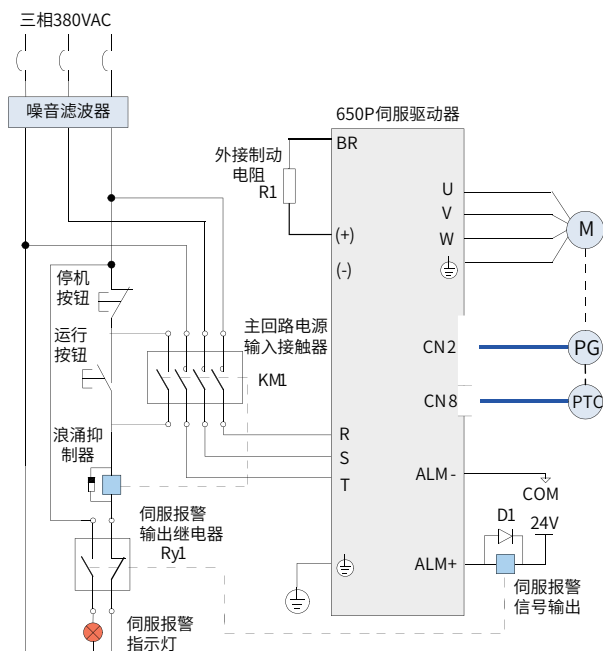 三相380VAC
噪音滤波器
650P伺服驱动器
BR
外接制动
电阻
R1
U
V
W
M
(+)
(-)
停机
按钮
运行
按钮
主回路电源
输入接触器
KM1
CN2
PG
CN8
PTC
R
S
T
浪涌抑
制器
ALM-
COM
伺服报警
输出继电器
Ry1
D1
24V
ALM+
伺服报警
信号输出
伺服报警
指示灯